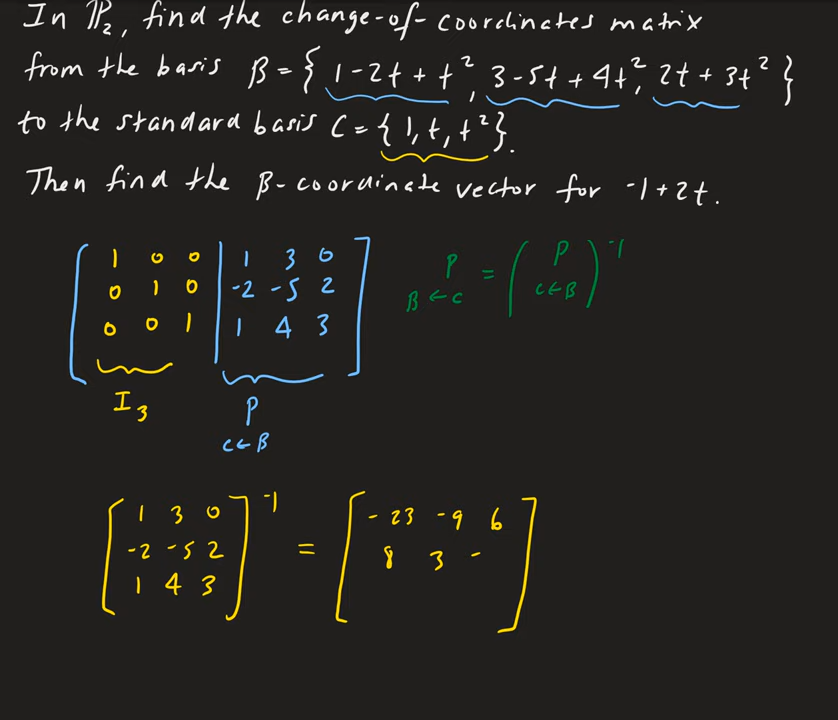 In ℙ₂, find the change-of-coordinates matrix
from the basis β = { 1-2t+t², 3-5t+4t², 2t+3t² }
to the standard basis C = { 1, t, t² }.
Then find the β-coordinate vector for -1+2t.
[ 1 0 0 | 1 3 0 ]
[ 0 1 0 | -2 -5 2 ]
[ 0 0 1 | 1 4 3 ]
I₃
P
C←β
P = ( P )⁻¹
β←C C←β
[ 1 3 0 ]⁻¹ = [ -23 -9 6
[ -2 -5 2 ] 8 3 -
[ 1 4 3 ] ]